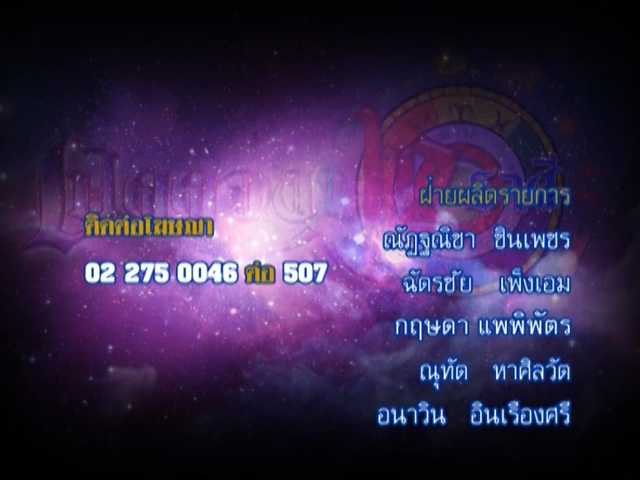 ติดต่อโฆษณา
02 275 0046 ต่อ 507
ฝ่ายผลิตรายการ
ณัฏฐณิชา ชินเพชร
ฉัตรชัย เพ็งเอม
กฤษดา แพพิพัตร
ณุทัด หาศิลวัด
อนาวิน อินเรืองศรี